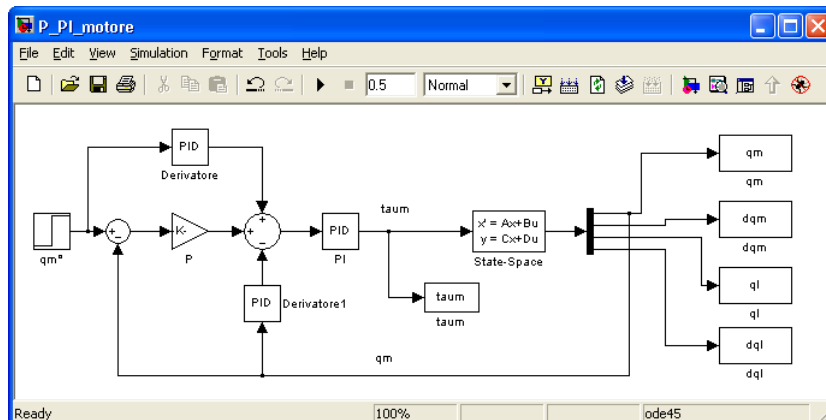 P_PI_motore
File Edit View Simulation Format Tools Help
0.5 Normal
PID
Derivatore
qm
qm
qm°
K-
P
PID
PI
taum
x' = Ax+Bu
y = Cx+Du
State-Space
dqm
dqm
PID
Derivatore1
taum
taum
ql
ql
qm
dql
dql
Ready 100% ode45